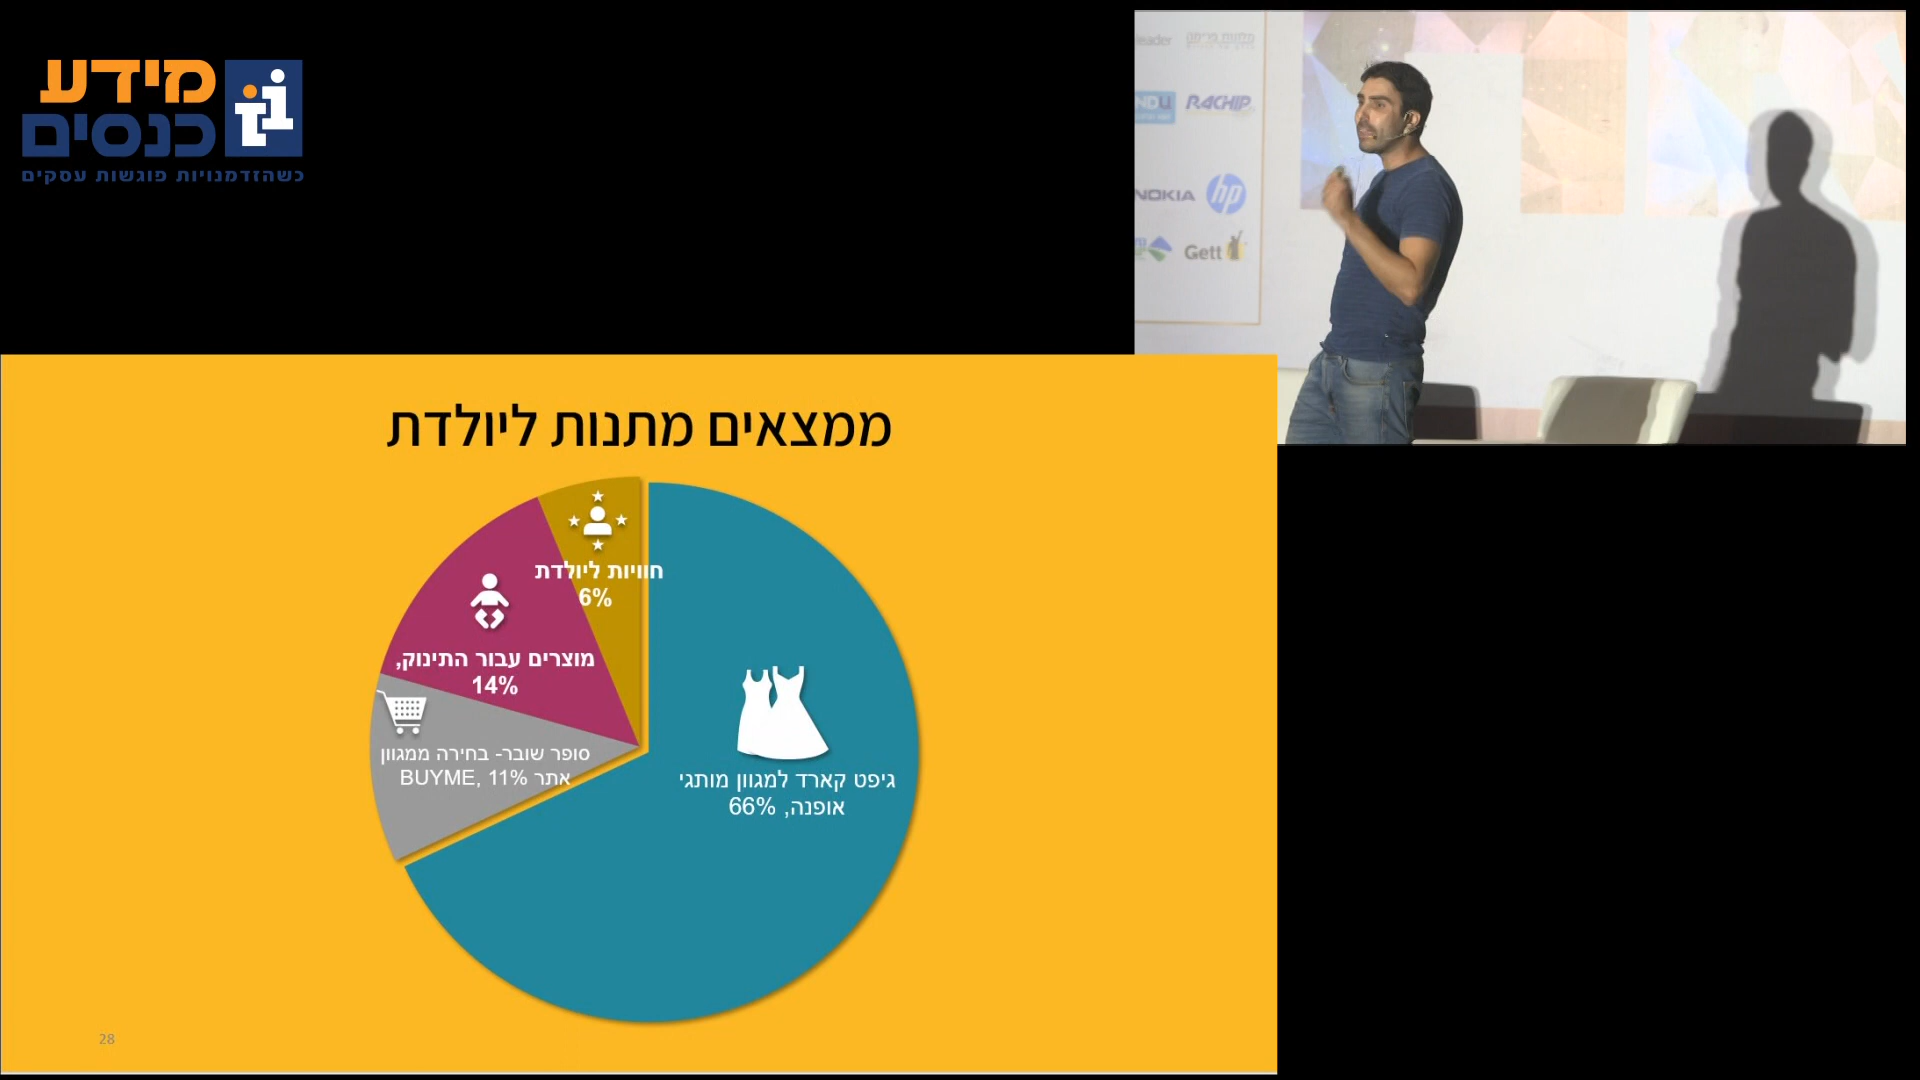 מידע
כנסים
כשהזדמנויות פוגשות עסקים
RACHIP
NOKIA
hp
Gett
ממצאים מתנות ליולדת
חוויות ליולדת
6%
מוצרים עבור התינוק,
14%
סופר שובר- בחירה ממגוון
אתר BUYME, 11%
גיפט קארד למגוון מותגי
אופנה, 66%
28